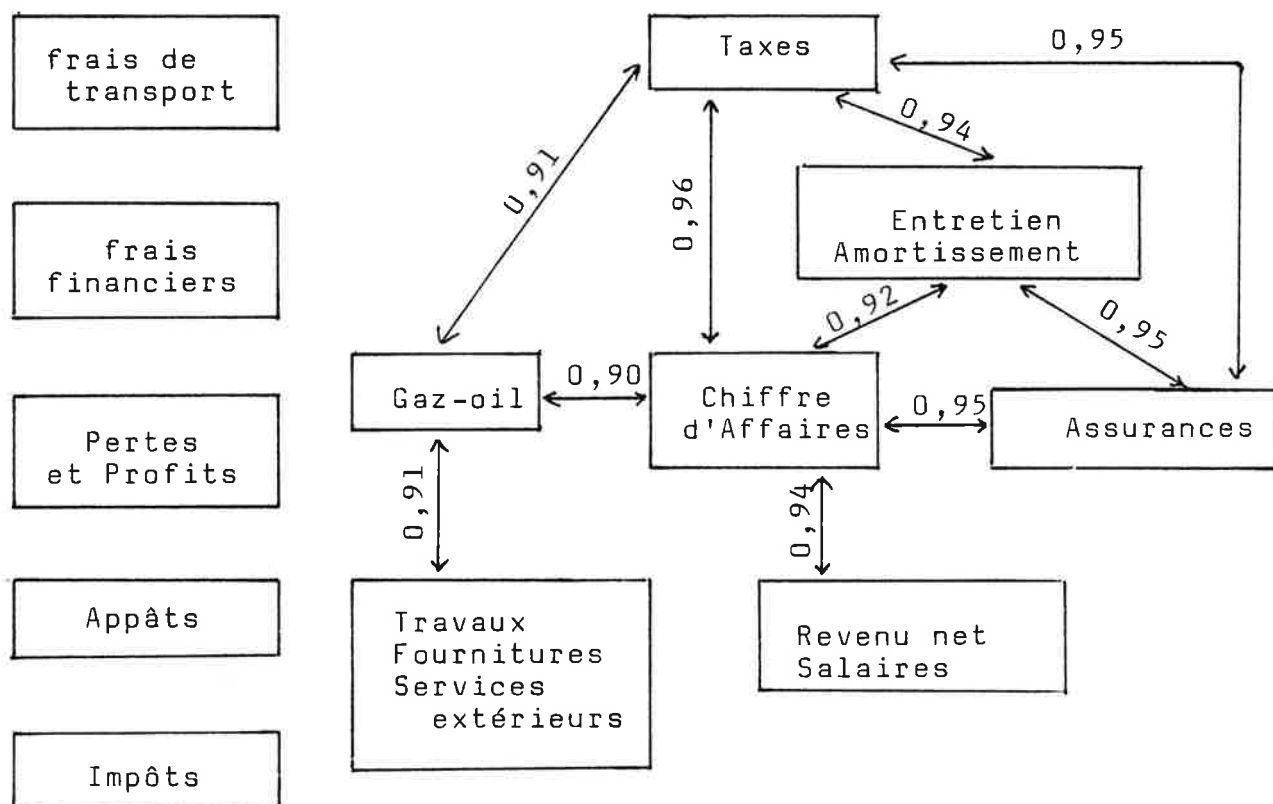 frais de
transport
frais
financiers
Pertes
et Profits
Appâts
Impôts
Taxes
0,95
0,94
0,91
0,96
Entretien
Amortissement
0,92
0,95
Gaz-oil
0,90
Chiffre
d'Affaires
0,95
Assurances
0,91
0,94
Travaux
Fournitures
Services
extérieurs
Revenu net
Salaires